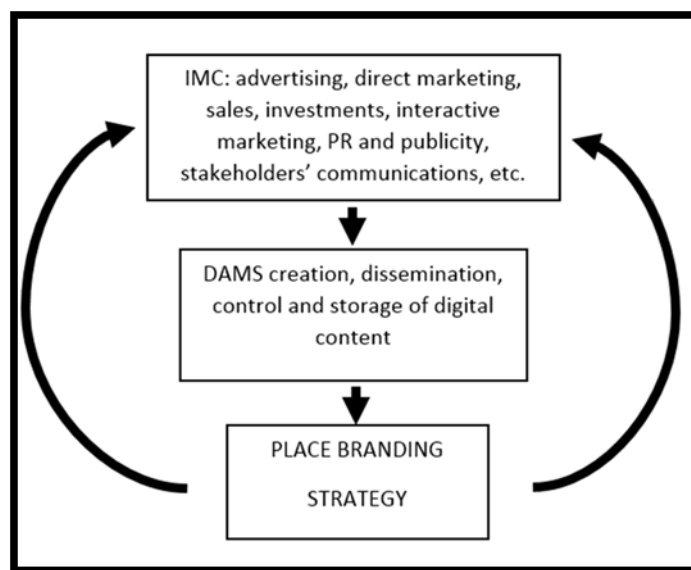 IMC: advertising, direct marketing,
sales, investments, interactive
marketing, PR and publicity,
stakeholders’ communications, etc.
DAMS creation, dissemination,
control and storage of digital
content
PLACE BRANDING
STRATEGY